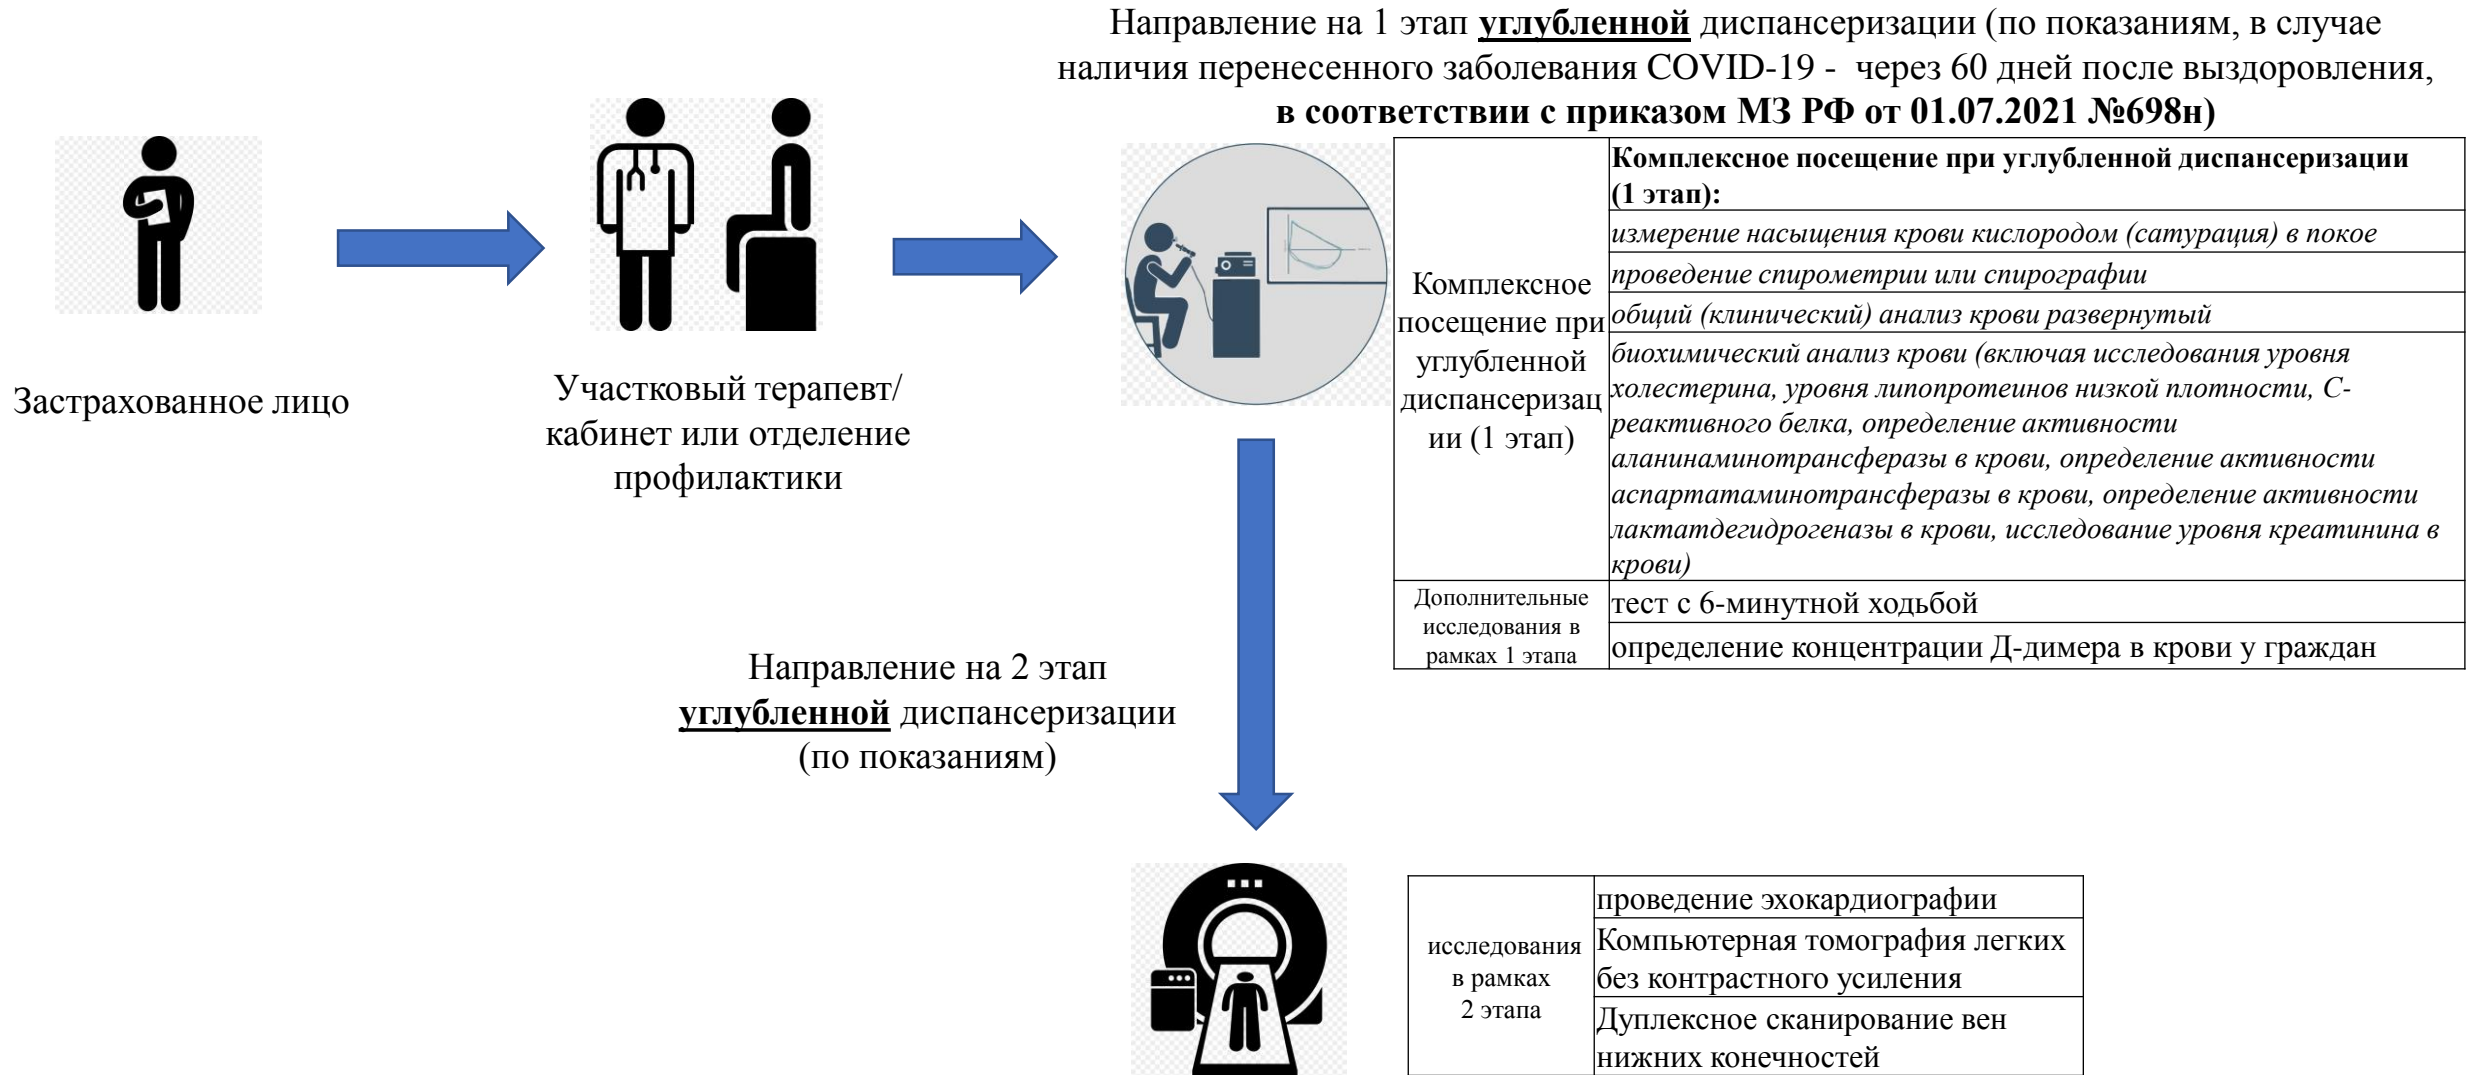 Направление на 1 этап углубленной диспансеризации (по показаниям, в случае
наличия перенесенного заболевания COVID-19 - через 60 дней после выздоровления,
в соответствии с приказом МЗ РФ от 01.07.2021 №698н)
Застрахованное лицо
Участковый терапевт/
кабинет или отделение
профилактики
Комплексное
посещение при
углубленной
диспансеризац
ии (1 этап)
Комплексное посещение при углубленной диспансеризации
(1 этап):
измерение насыщения крови кислородом (сатурация) в покое
проведение спирометрии или спирографии
общий (клинический) анализ крови развернутый
биохимический анализ крови (включая исследования уровня
холестерина, уровня липопротеинов низкой плотности, С-
реактивного белка, определение активности
аланинаминотрансферазы в крови, определение активности
аспартатаминотрансферазы в крови, определение активности
лактатдегидрогеназы в крови, исследование уровня креатинина в
крови)
Дополнительные
исследования в
рамках 1 этапа
тест с 6-минутной ходьбой
определение концентрации Д-димера в крови у граждан
Направление на 2 этап
углубленной диспансеризации
(по показаниям)
исследования
в рамках
2 этапа
проведение эхокардиографии
Компьютерная томография легких
без контрастного усиления
Дуплексное сканирование вен
нижних конечностей